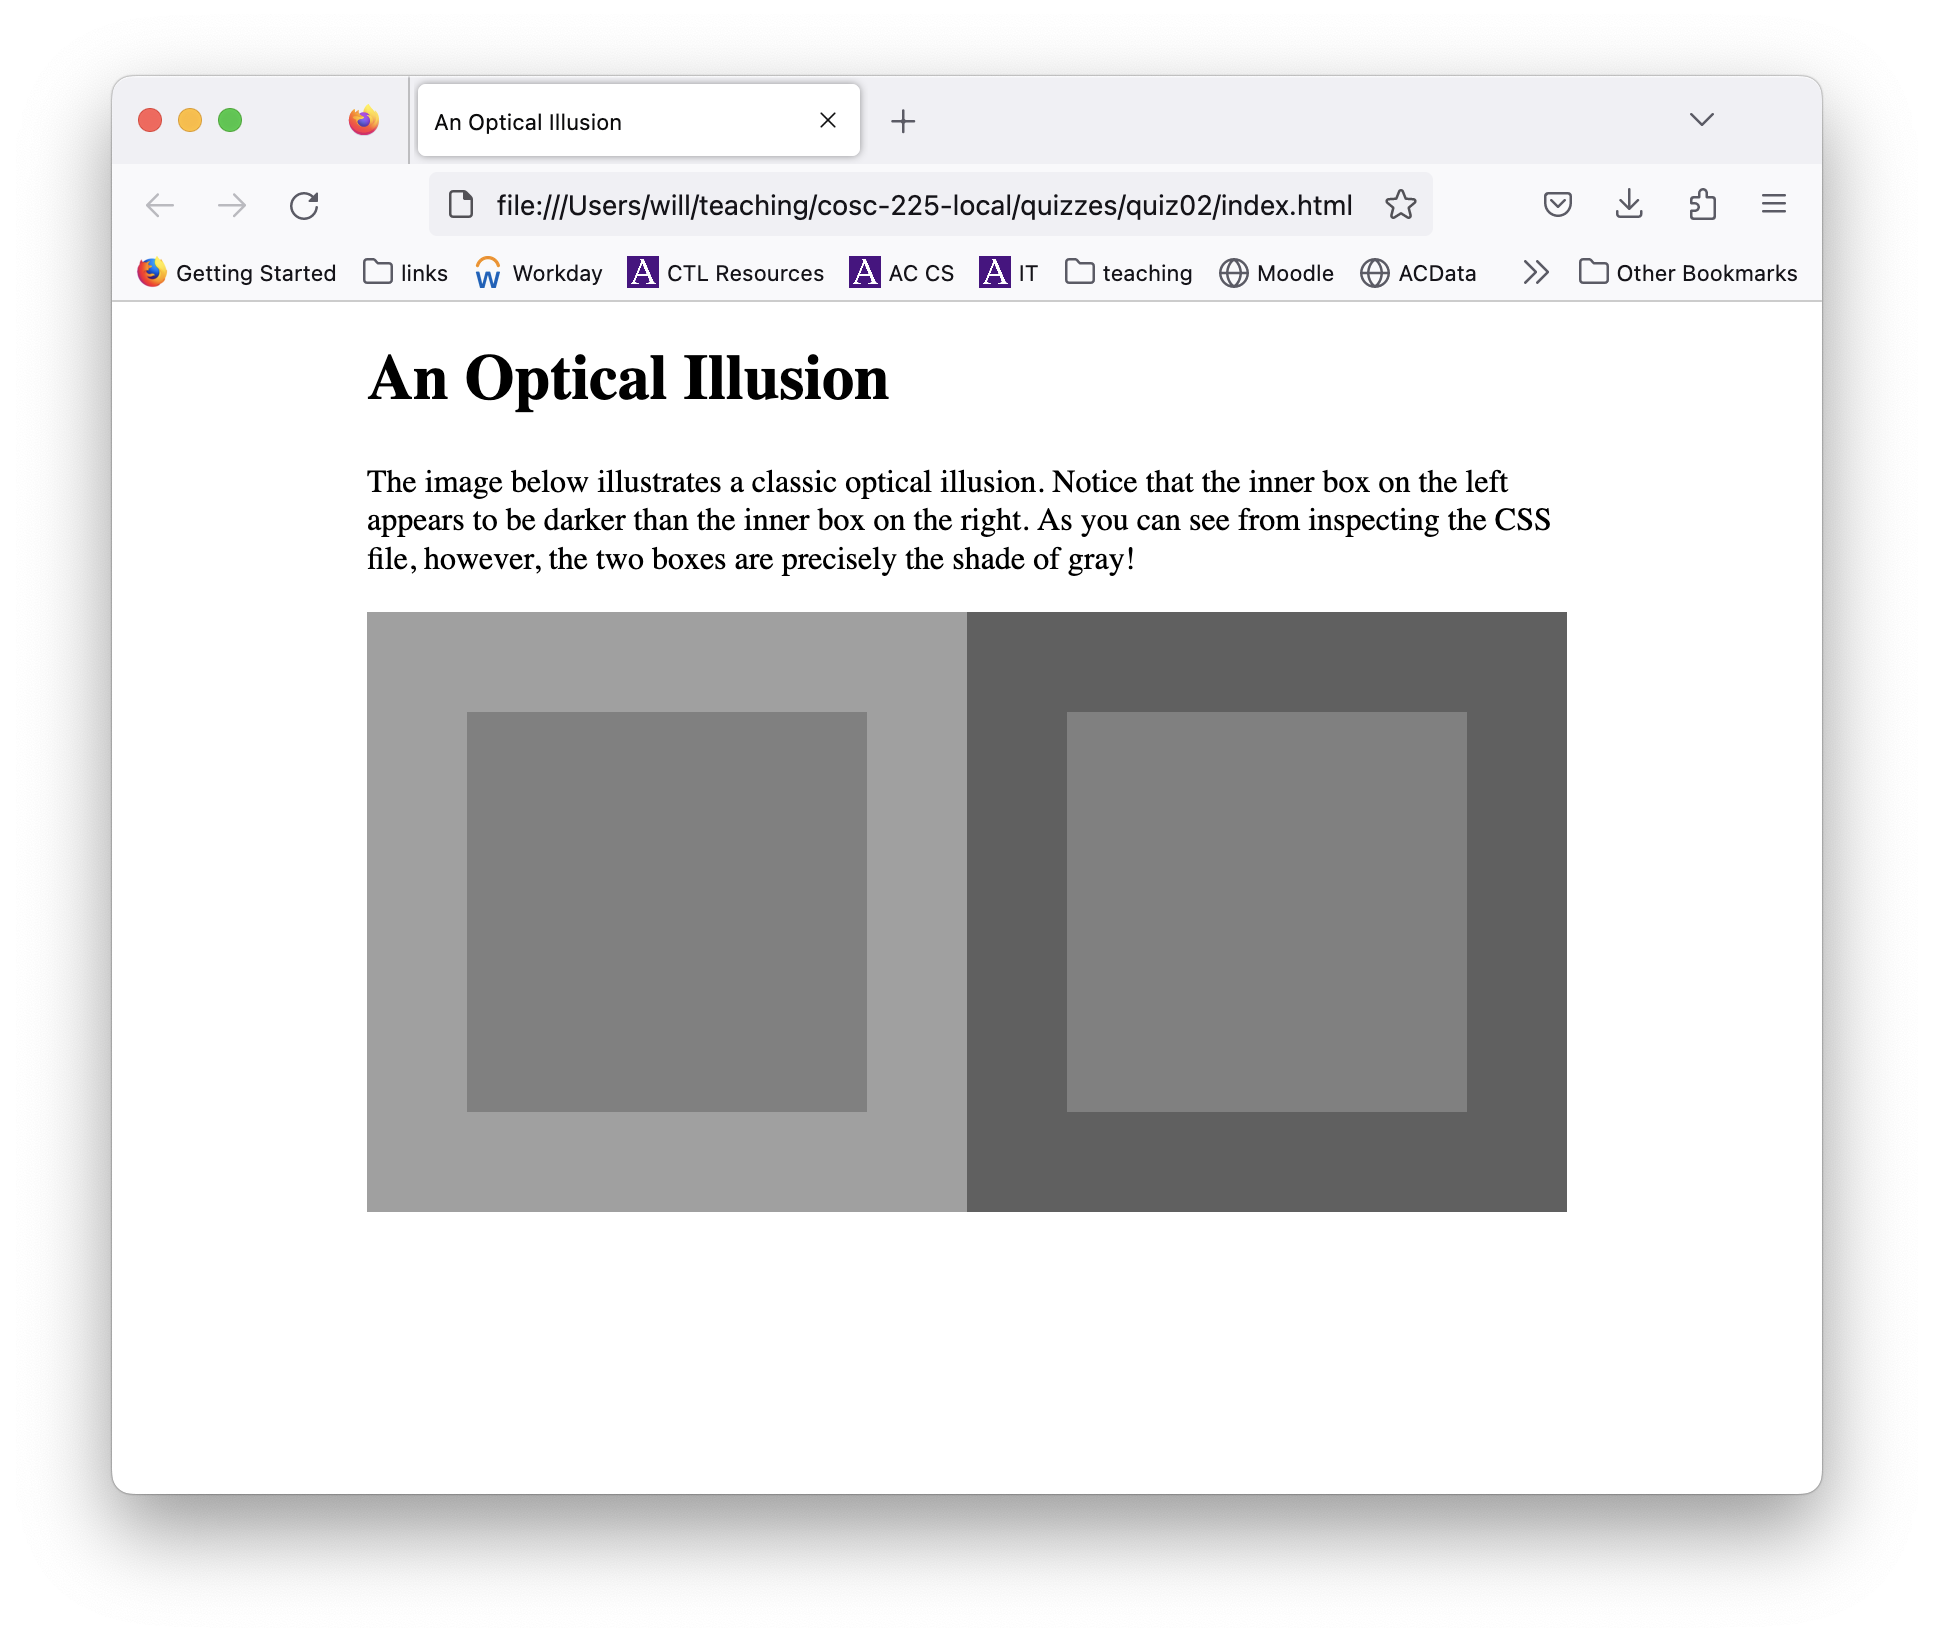 An Optical Illusion
file:///Users/will/teaching/cosc-225-local/quizzes/quiz02/index.html
Getting Started links W Workday A CTL Resources A AC CS A IT teaching Moodle ACData Other Bookmarks
An Optical Illusion
The image below illustrates a classic optical illusion. Notice that the inner box on the left
appears to be darker than the inner box on the right. As you can see from inspecting the CSS
file, however, the two boxes are precisely the shade of gray!